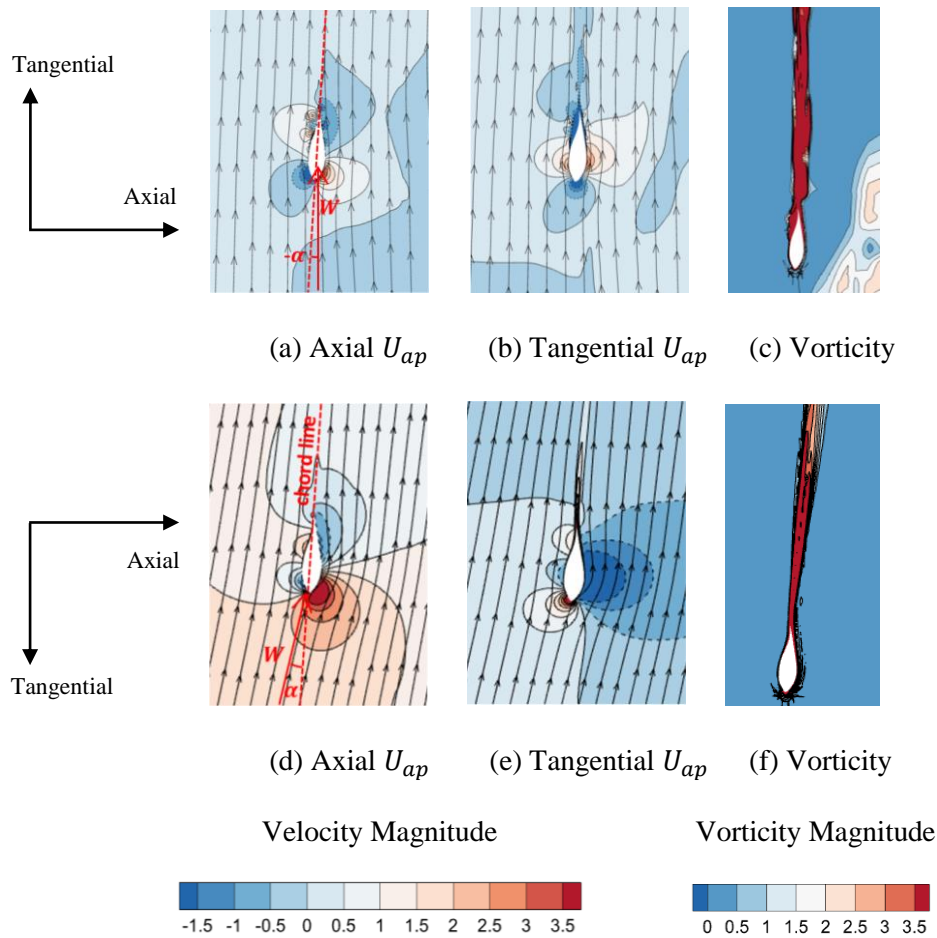 Tangential
Axial
W
-α
(a) Axial U_ap
(b) Tangential U_ap
(c) Vorticity
Axial
Tangential
chord line
W
α
(d) Axial U_ap
(e) Tangential U_ap
(f) Vorticity
Velocity Magnitude
Vorticity Magnitude
-1.5 -1 -0.5 0 0.5 1 1.5 2 2.5 3 3.5
0 0.5 1 1.5 2 2.5 3 3.5